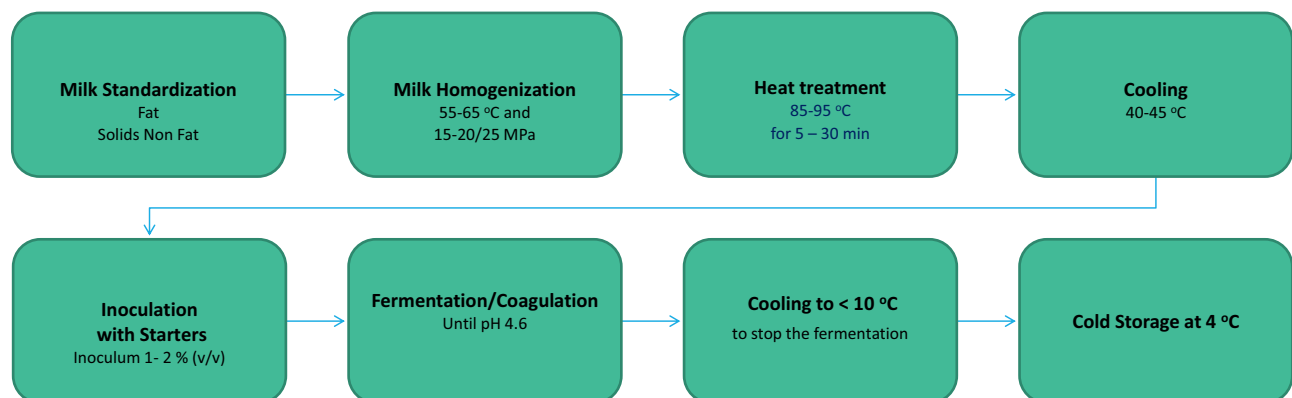 Milk Standardization
Fat
Solids Non Fat
Milk Homogenization
55-65 ºC and
15-20/25 MPa
Heat treatment
85-95 ºC
for 5 – 30 min
Cooling
40-45 ºC
Inoculation
with Starters
Inoculum 1- 2 % (v/v)
Fermentation/Coagulation
Until pH 4.6
Cooling to < 10 ºC
to stop the fermentation
Cold Storage at 4 ºC